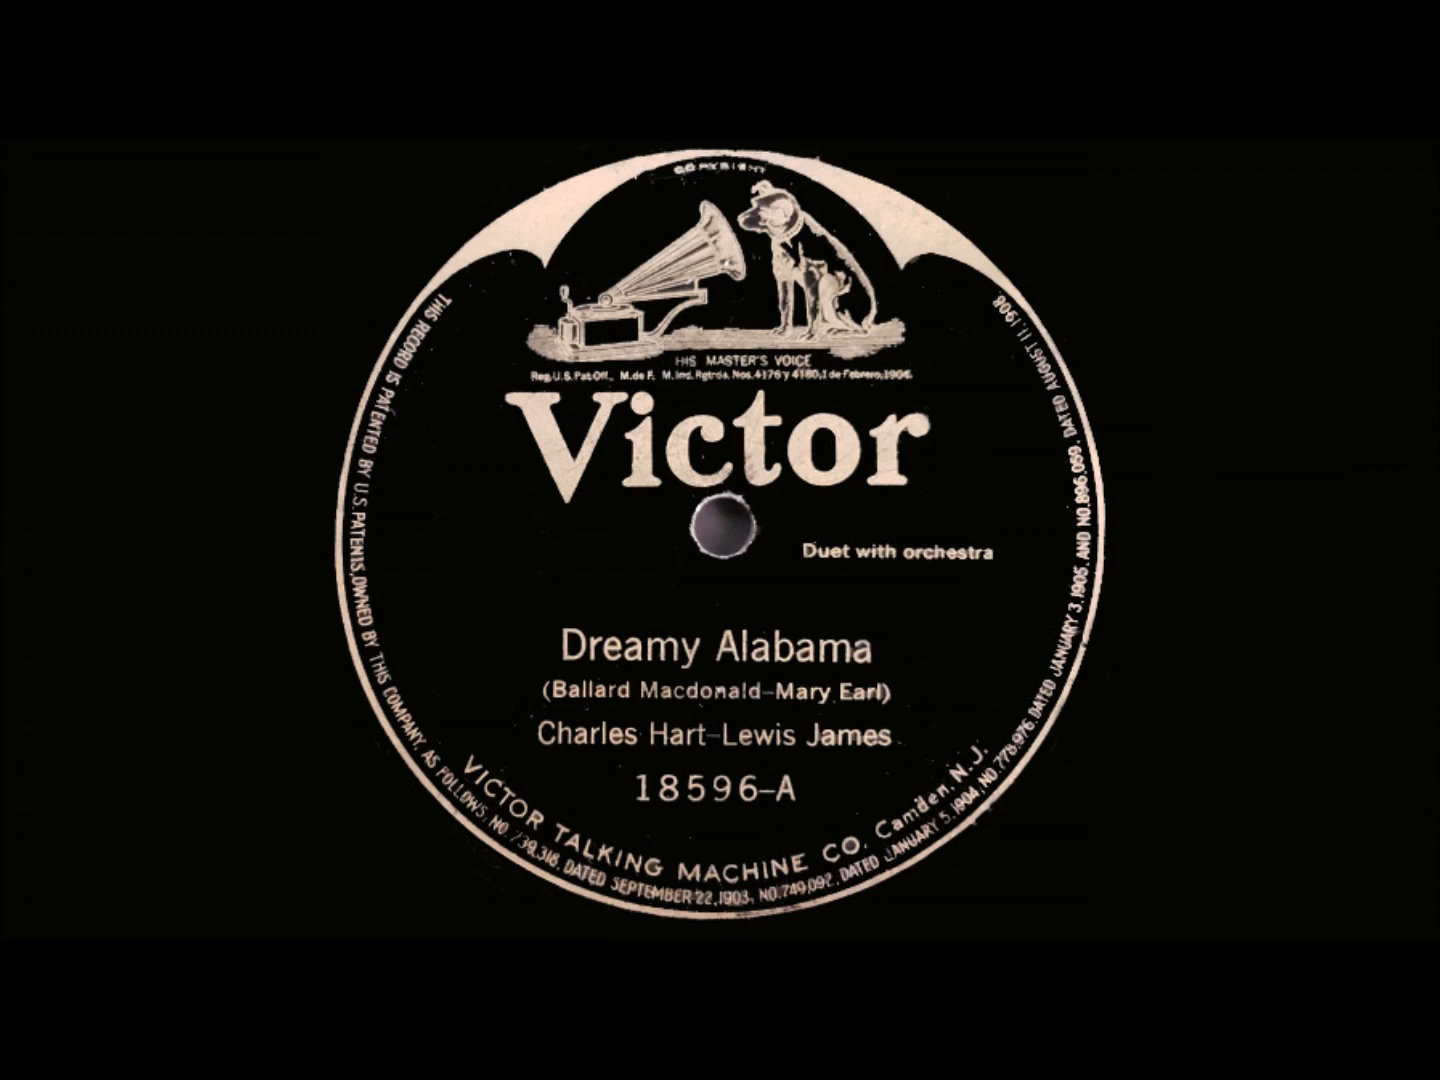 COPYRIGHT
HIS MASTER'S VOICE
Reg. U.S. Pat. Off., M. de F. M. Ind. Rgtrda. Nos. 4176 y 4180, 1 de Febrero, 1906.
Victor
Duet with orchestra
Dreamy Alabama
(Ballard Macdonald-Mary Earl)
Charles Hart-Lewis James
18596-A
VICTOR TALKING MACHINE CO. Camden, N.J.
THIS RECORD IS PATENTED BY U.S. PATENTS, OWNED BY THIS COMPANY, AS FOLLOWS: NO. 739,318, DATED SEPTEMBER 22, 1903, NO. 749,092, DATED JANUARY 5, 1904, NO. 778,976, DATED JANUARY 3, 1905. AND NO. 896,059, DATED AUGUST 11, 1908.